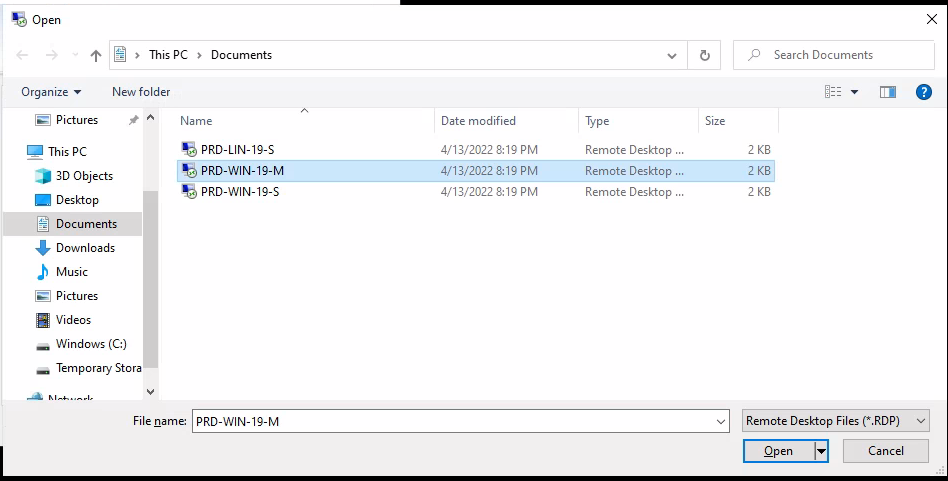 Open
This PC > Documents
Search Documents
Organize
New folder
Name
Date modified
Type
Size
Pictures
This PC
3D Objects
Desktop
Documents
Downloads
Music
Pictures
Videos
Windows (C:)
Temporary Stora
Network
PRD-LIN-19-S 4/13/2022 8:19 PM Remote Desktop ... 2 KB
PRD-WIN-19-M 4/13/2022 8:19 PM Remote Desktop ... 2 KB
PRD-WIN-19-S 4/13/2022 8:19 PM Remote Desktop ... 2 KB
File name: PRD-WIN-19-M
Remote Desktop Files (*.RDP)
Open
Cancel